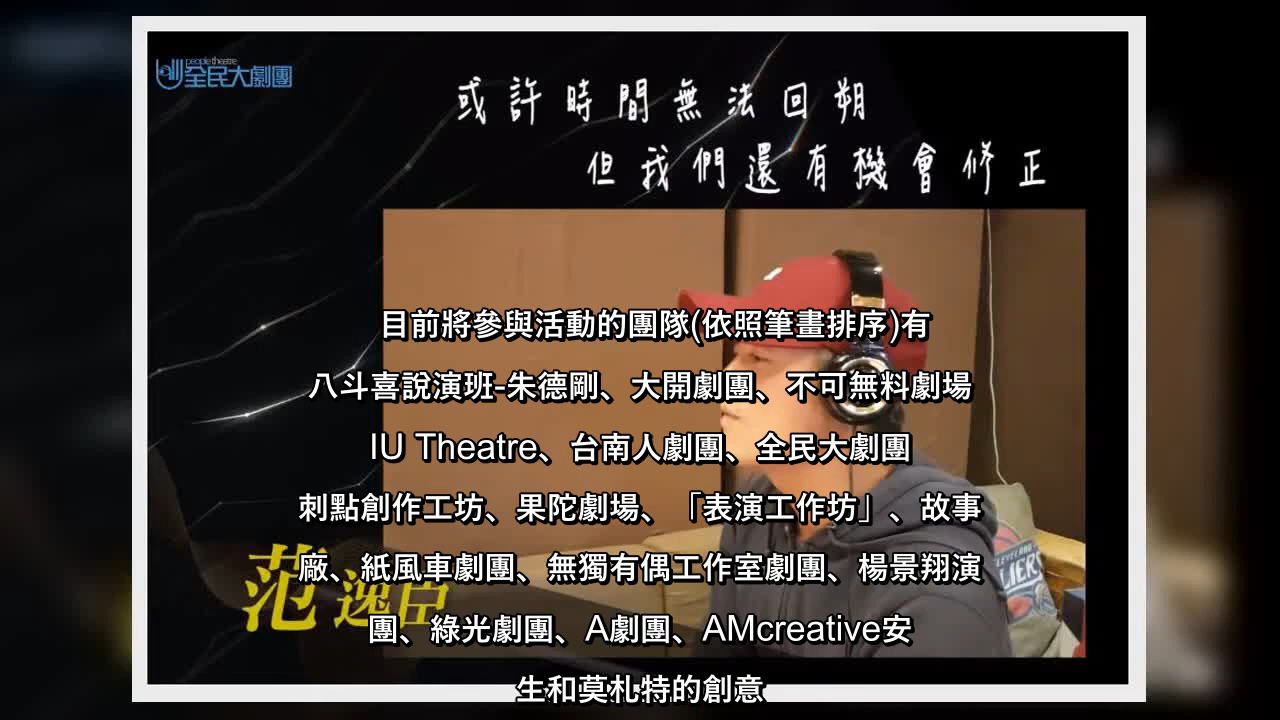 people theatre
全民大劇團
或許時間無法回朔
但我們還有機會修正
目前將參與活動的團隊(依照筆畫排序)有
八斗喜說演班-朱德剛、大開劇團、不可無料劇場
IU Theatre、台南人劇團、全民大劇團
刺點創作工坊、果陀劇場、「表演工作坊」、故事
廠、紙風車劇團、無獨有偶工作室劇團、楊景翔演
團、綠光劇團、A劇團、AMcreative安
生和莫札特的創意
范逸臣
CLEVELAND